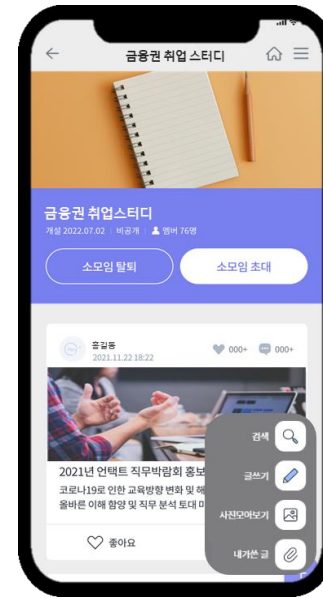 금융권 취업 스터디
금융권 취업스터디
개설 2022.07.02 | 비공개 | 멤버 76명
소모임 탈퇴
소모임 초대
홍길동
2021.11.22 18:22
000+
000+
2021년 언택트 직무박람회 홍보
코로나19로 인한 교육방향 변화 및 해
올바른 이해 함양 및 직무 분석 토대 마
좋아요
검색
글쓰기
사진모아보기
내가쓴 글